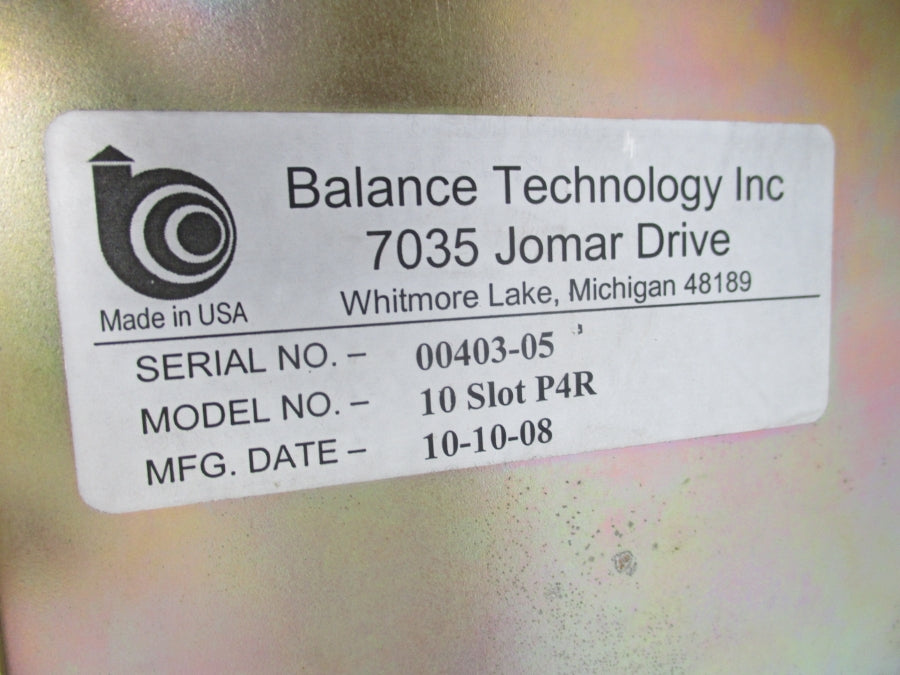 Balance Technology Inc
7035 Jomar Drive
Whitmore Lake, Michigan 48189
Made in USA
SERIAL NO. – 00403-05
MODEL NO. – 10 Slot P4R
MFG. DATE – 10-10-08